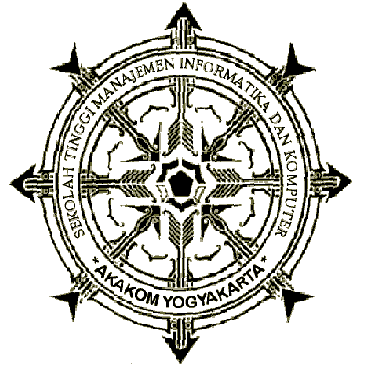 SEKOLAH TINGGI MANAJEMEN INFORMATIKA DAN KOMPUTER
* AKAKOM YOGYAKARTA *